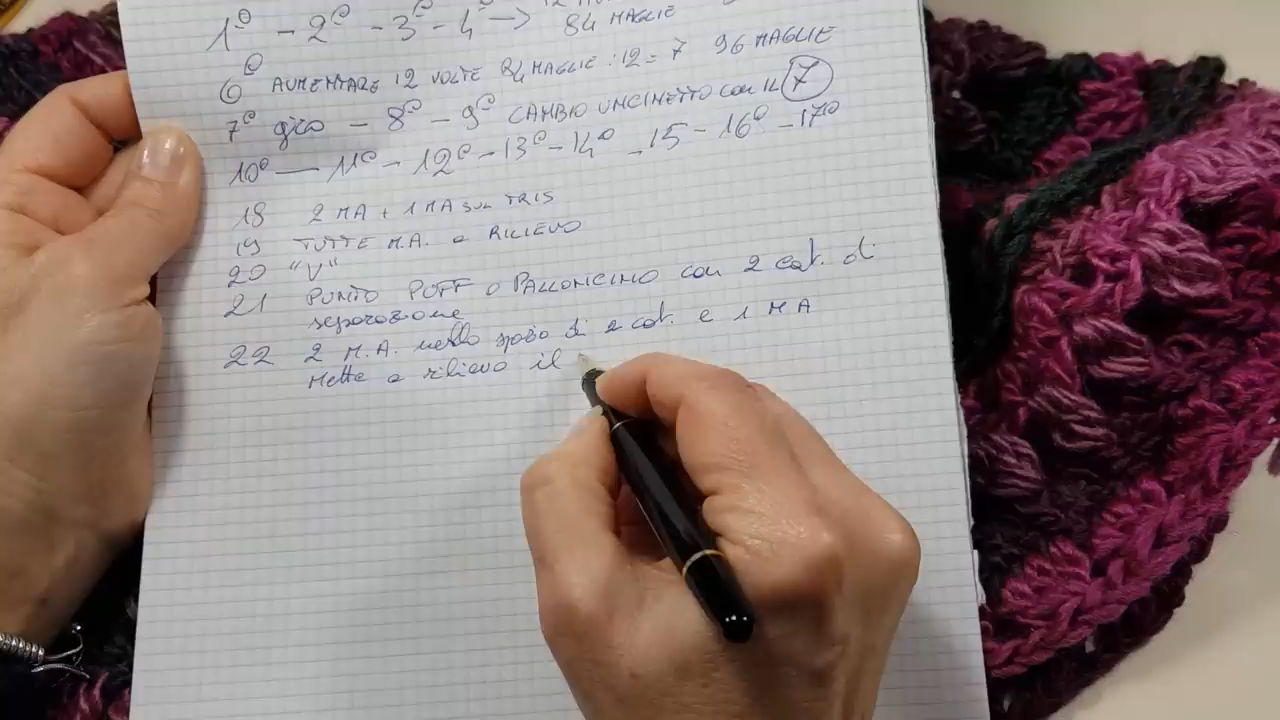 1° - 2° - 3° - 4° → 12
84 MAGLIE
6° AUMENTARE 12 VOLTE 84 MAGLIE : 12 = 7 96 MAGLIE
7° giro - 8° - 9° CAMBIO UNCINETTO con IL 7
10° - 11° - 12° - 13° - 14° - 15 - 16° - 17°
18 2 MA + 1 MA SUL TRIS
19 TUTTE M.A. a RILIEVO
20 "V"
21 PUNTO PUFF o PALLONCINO con 2 cat. di
separazione
22 2 M.A. nello spazio di 2 cat. e 1 M A
Mette a rilievo il